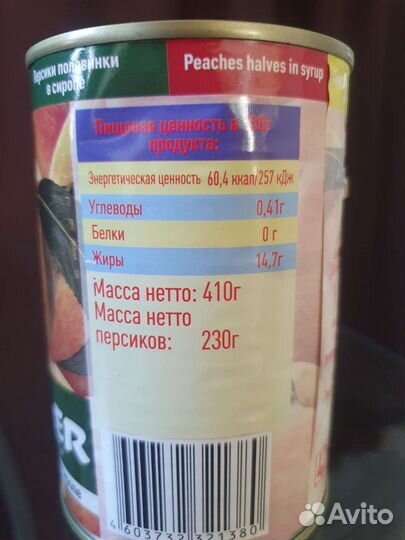 Персики половинки
в сиропе
Peaches halves in syrup
Пищевая ценность в 100г
продукта:
Энергетическая ценность 60,4 ккал/257 кДж
Углеводы 0,41г
Белки 0 г
Жиры 14,7г
Масса нетто: 410г
Масса нетто
персиков: 230г
ER
4 603732 321380
Avito